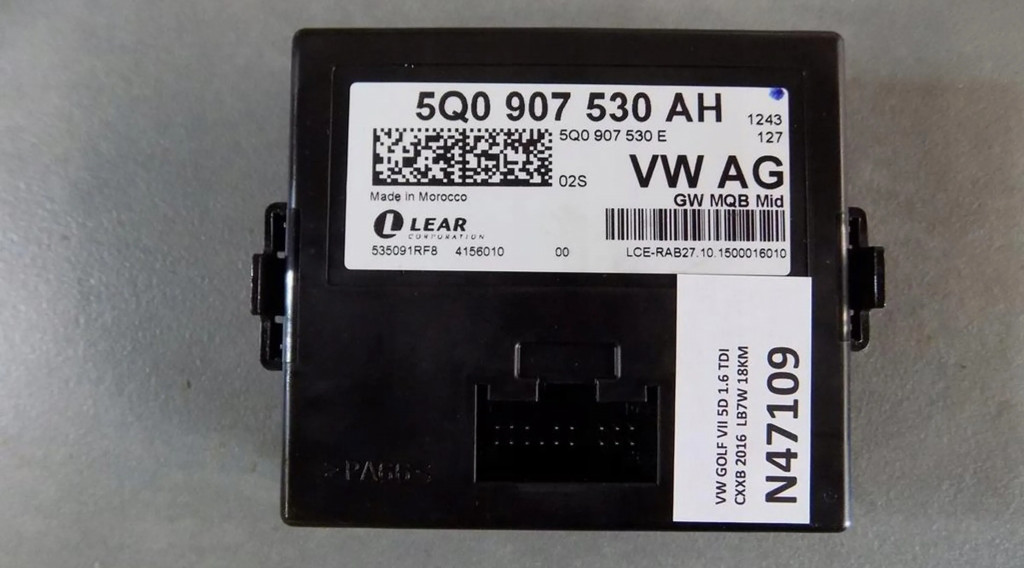 5Q0 907 530 AH
1243
5Q0 907 530 E
127
02S
VW AG
Made in Morocco
GW MQB Mid
LEAR
CORPORATION
535091RF8 4156010 00 LCE-RAB27.10.1500016010
VW GOLF VII 5D 1.6 TDI
CXXB 2016 LB7W 18KM
N47109
>PA66<